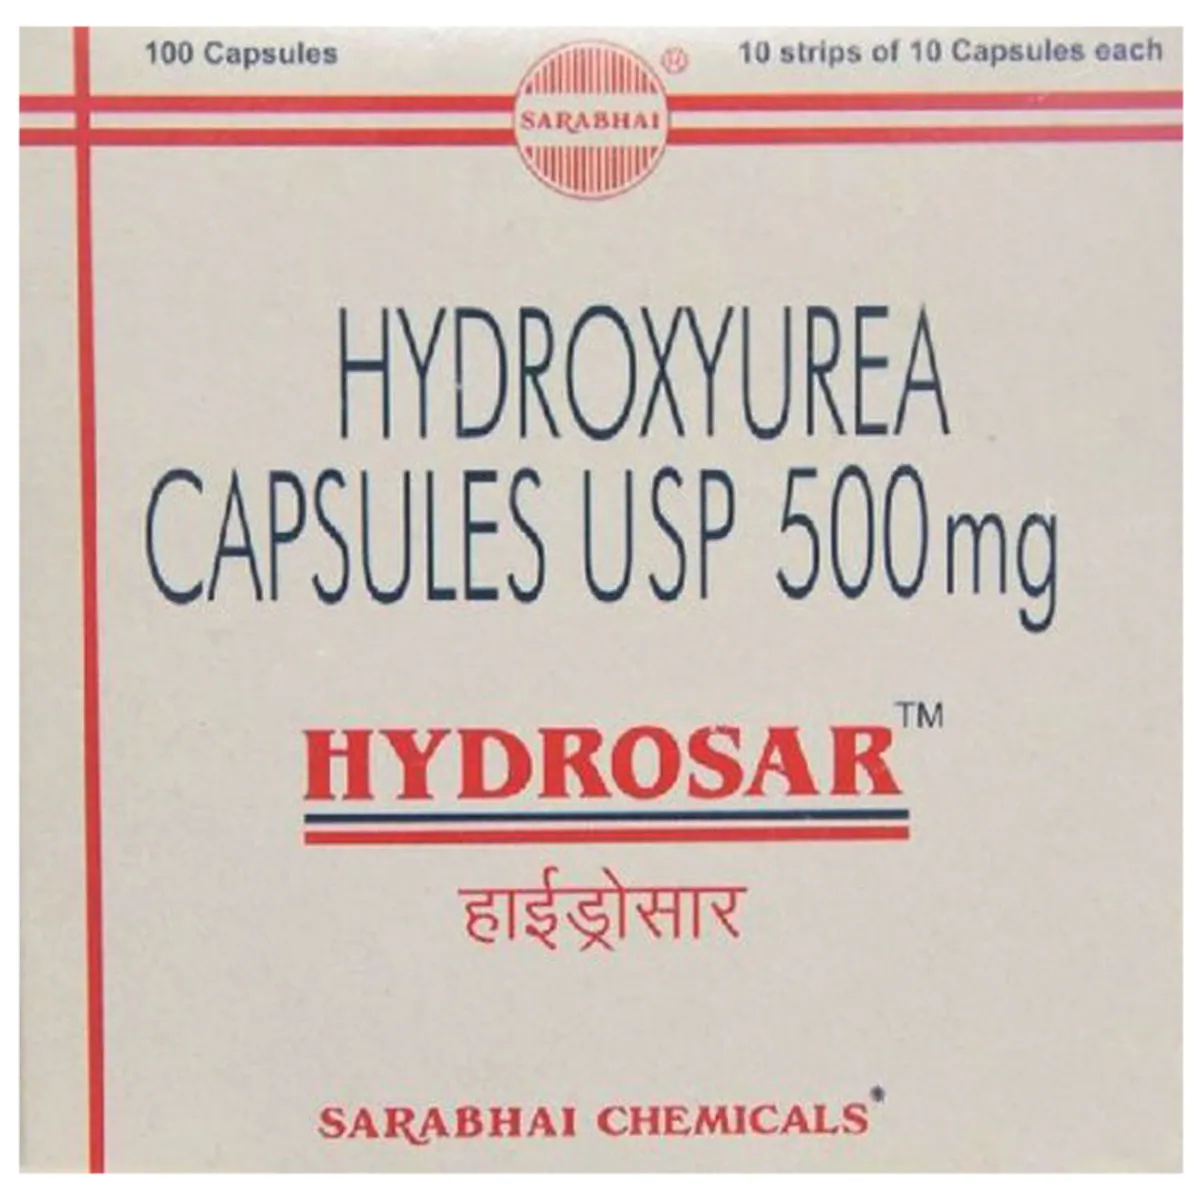 100 Capsules
10 strips of 10 Capsules each
SARABHAI
HYDROXYUREA
CAPSULES USP 500mg
HYDROSAR™
हाईड्रोसार
SARABHAI CHEMICALS